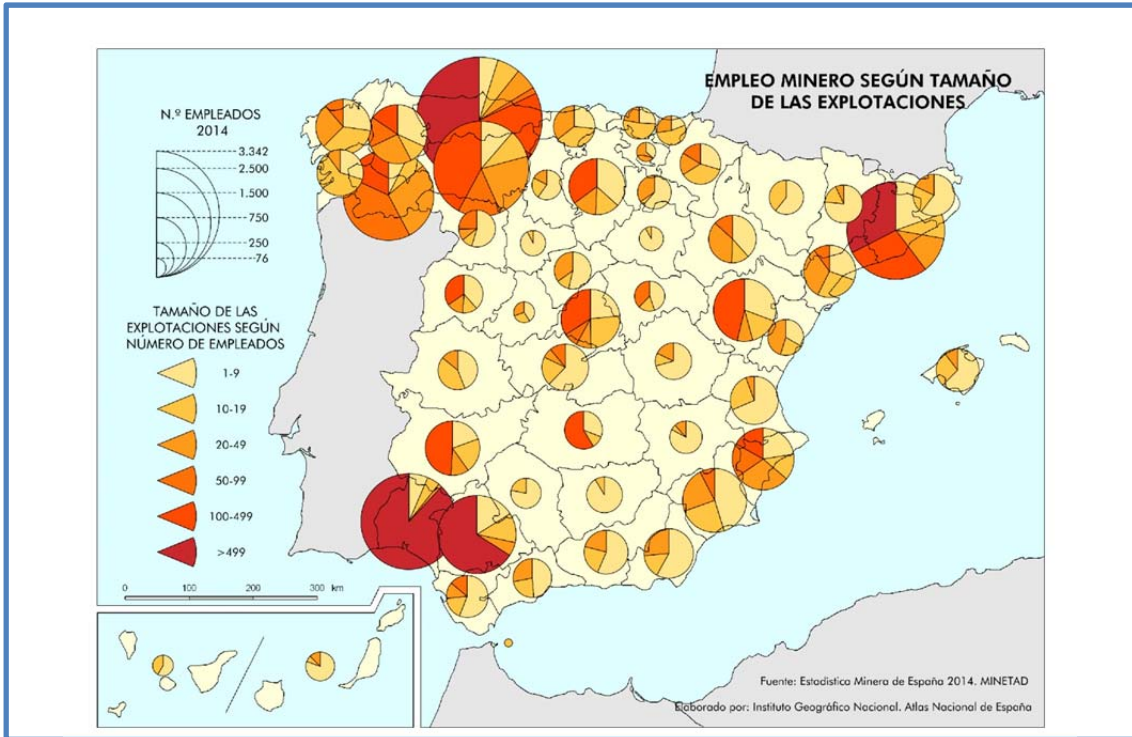 EMPLEO MINERO SEGÚN TAMAÑO
DE LAS EXPLOTACIONES
N.º EMPLEADOS
2014
3.342
2.500
1.500
750
250
76
TAMAÑO DE LAS
EXPLOTACIONES SEGÚN
NÚMERO DE EMPLEADOS
1-9
10-19
20-49
50-99
100-499
>499
0 100 200 300 km
Fuente: Estadística Minera de España 2014. MINETAD
Elaborado por: Instituto Geográfico Nacional. Atlas Nacional de España